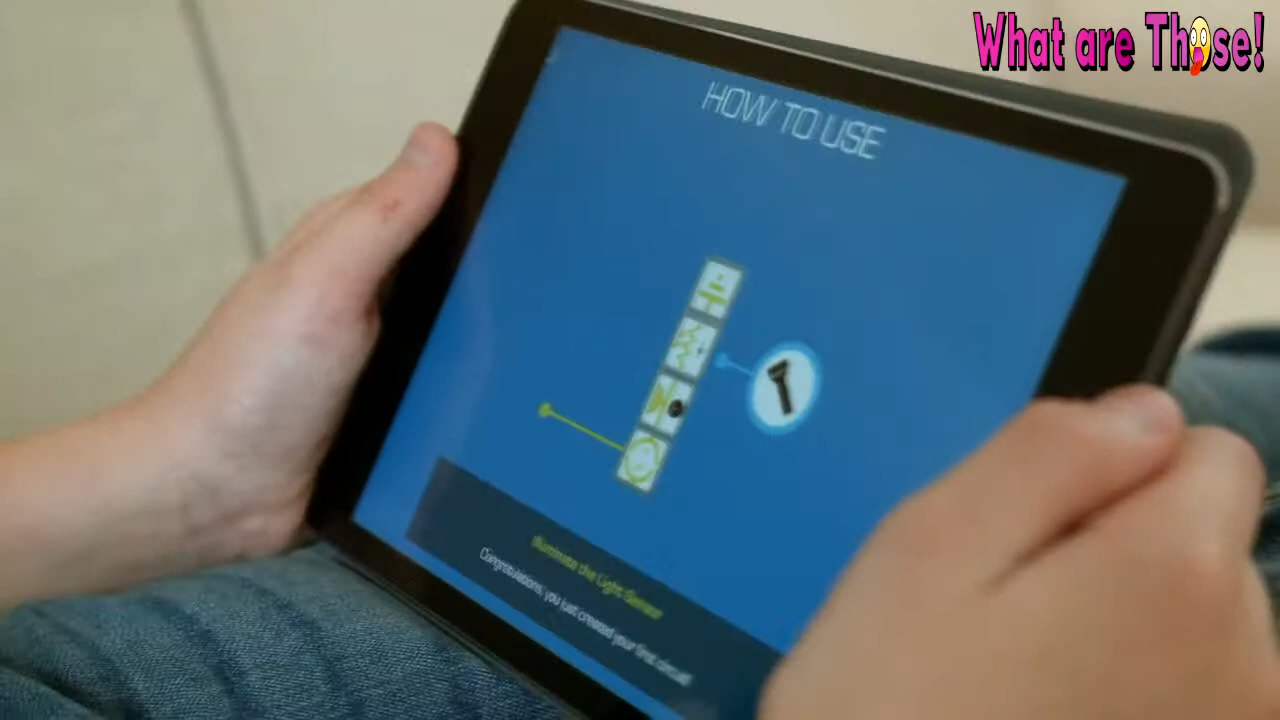 What are Those!
HOW TO USE
Illuminate the Light Sensor
Congratulations, you just created your first circuit!